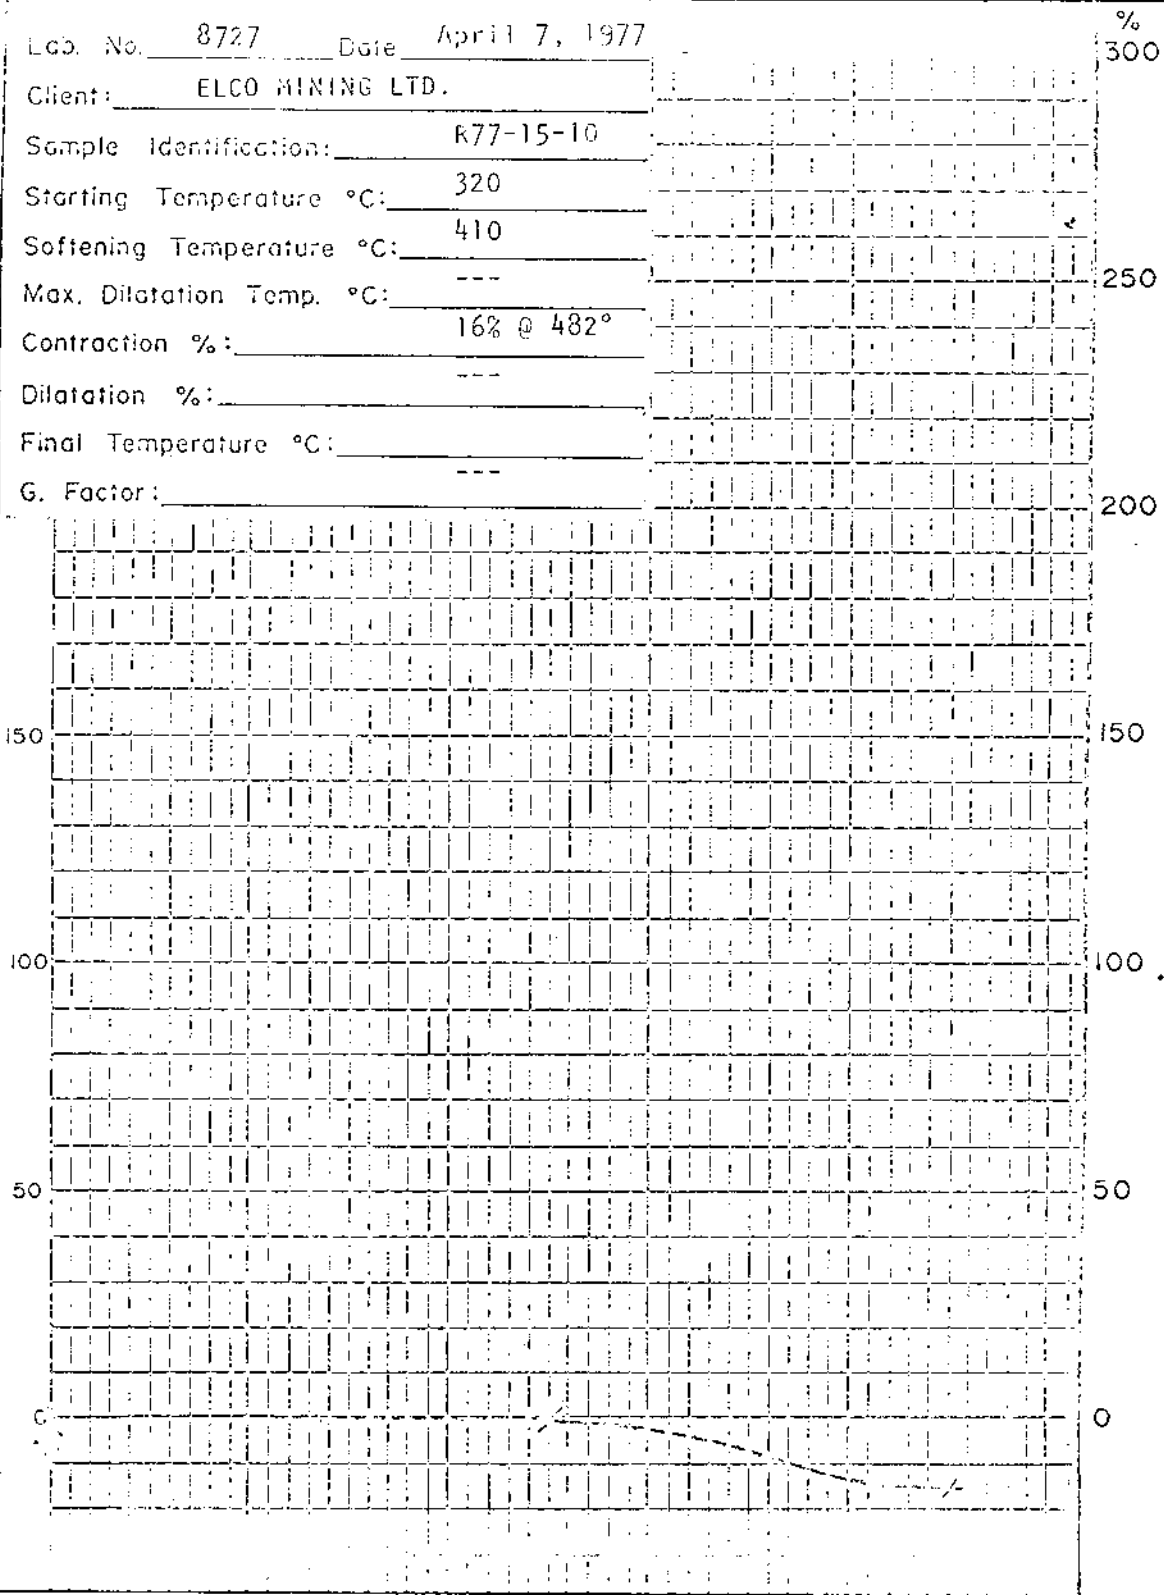 Lab. No. 8727 Date April 7, 1977
Client: ELCO MINING LTD.
Sample Identification: R77-15-10
Starting Temperature °C: 320
Softening Temperature °C: 410
Max. Dilatation Temp. °C: ---
Contraction %: 16% @ 482°
Dilatation %: ---
Final Temperature °C:
G. Factor: ---
%
300
250
200
150 150
100 100
50 50
0 0